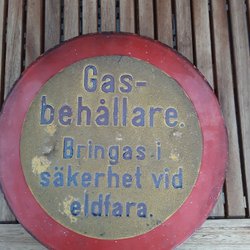 Gas-
behållare.
Bringas i
säkerhet vid
eldfara.